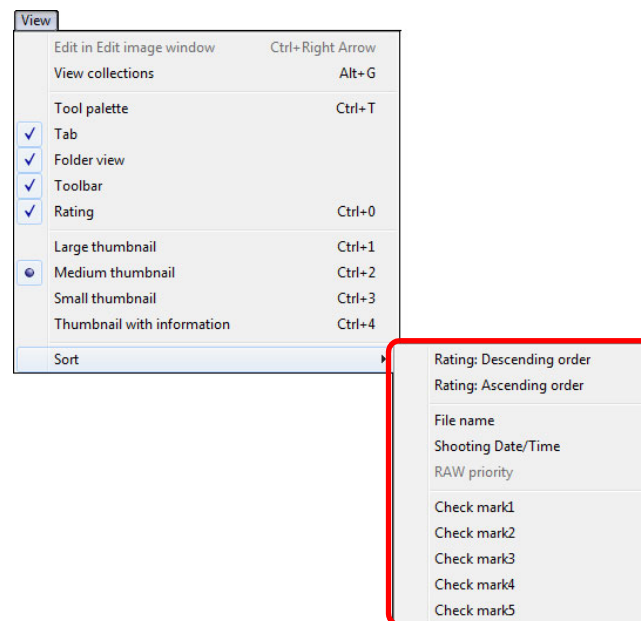 View
Edit in Edit image window Ctrl+Right Arrow
View collections Alt+G
Tool palette Ctrl+T
Tab
Folder view
Toolbar
Rating Ctrl+0
Large thumbnail Ctrl+1
Medium thumbnail Ctrl+2
Small thumbnail Ctrl+3
Thumbnail with information Ctrl+4
Sort
Rating: Descending order
Rating: Ascending order
File name
Shooting Date/Time
RAW priority
Check mark1
Check mark2
Check mark3
Check mark4
Check mark5